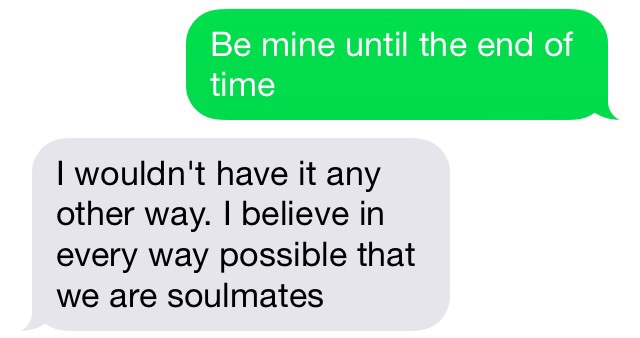 Be mine until the end of
time
I wouldn't have it any
other way. I believe in
every way possible that
we are soulmates